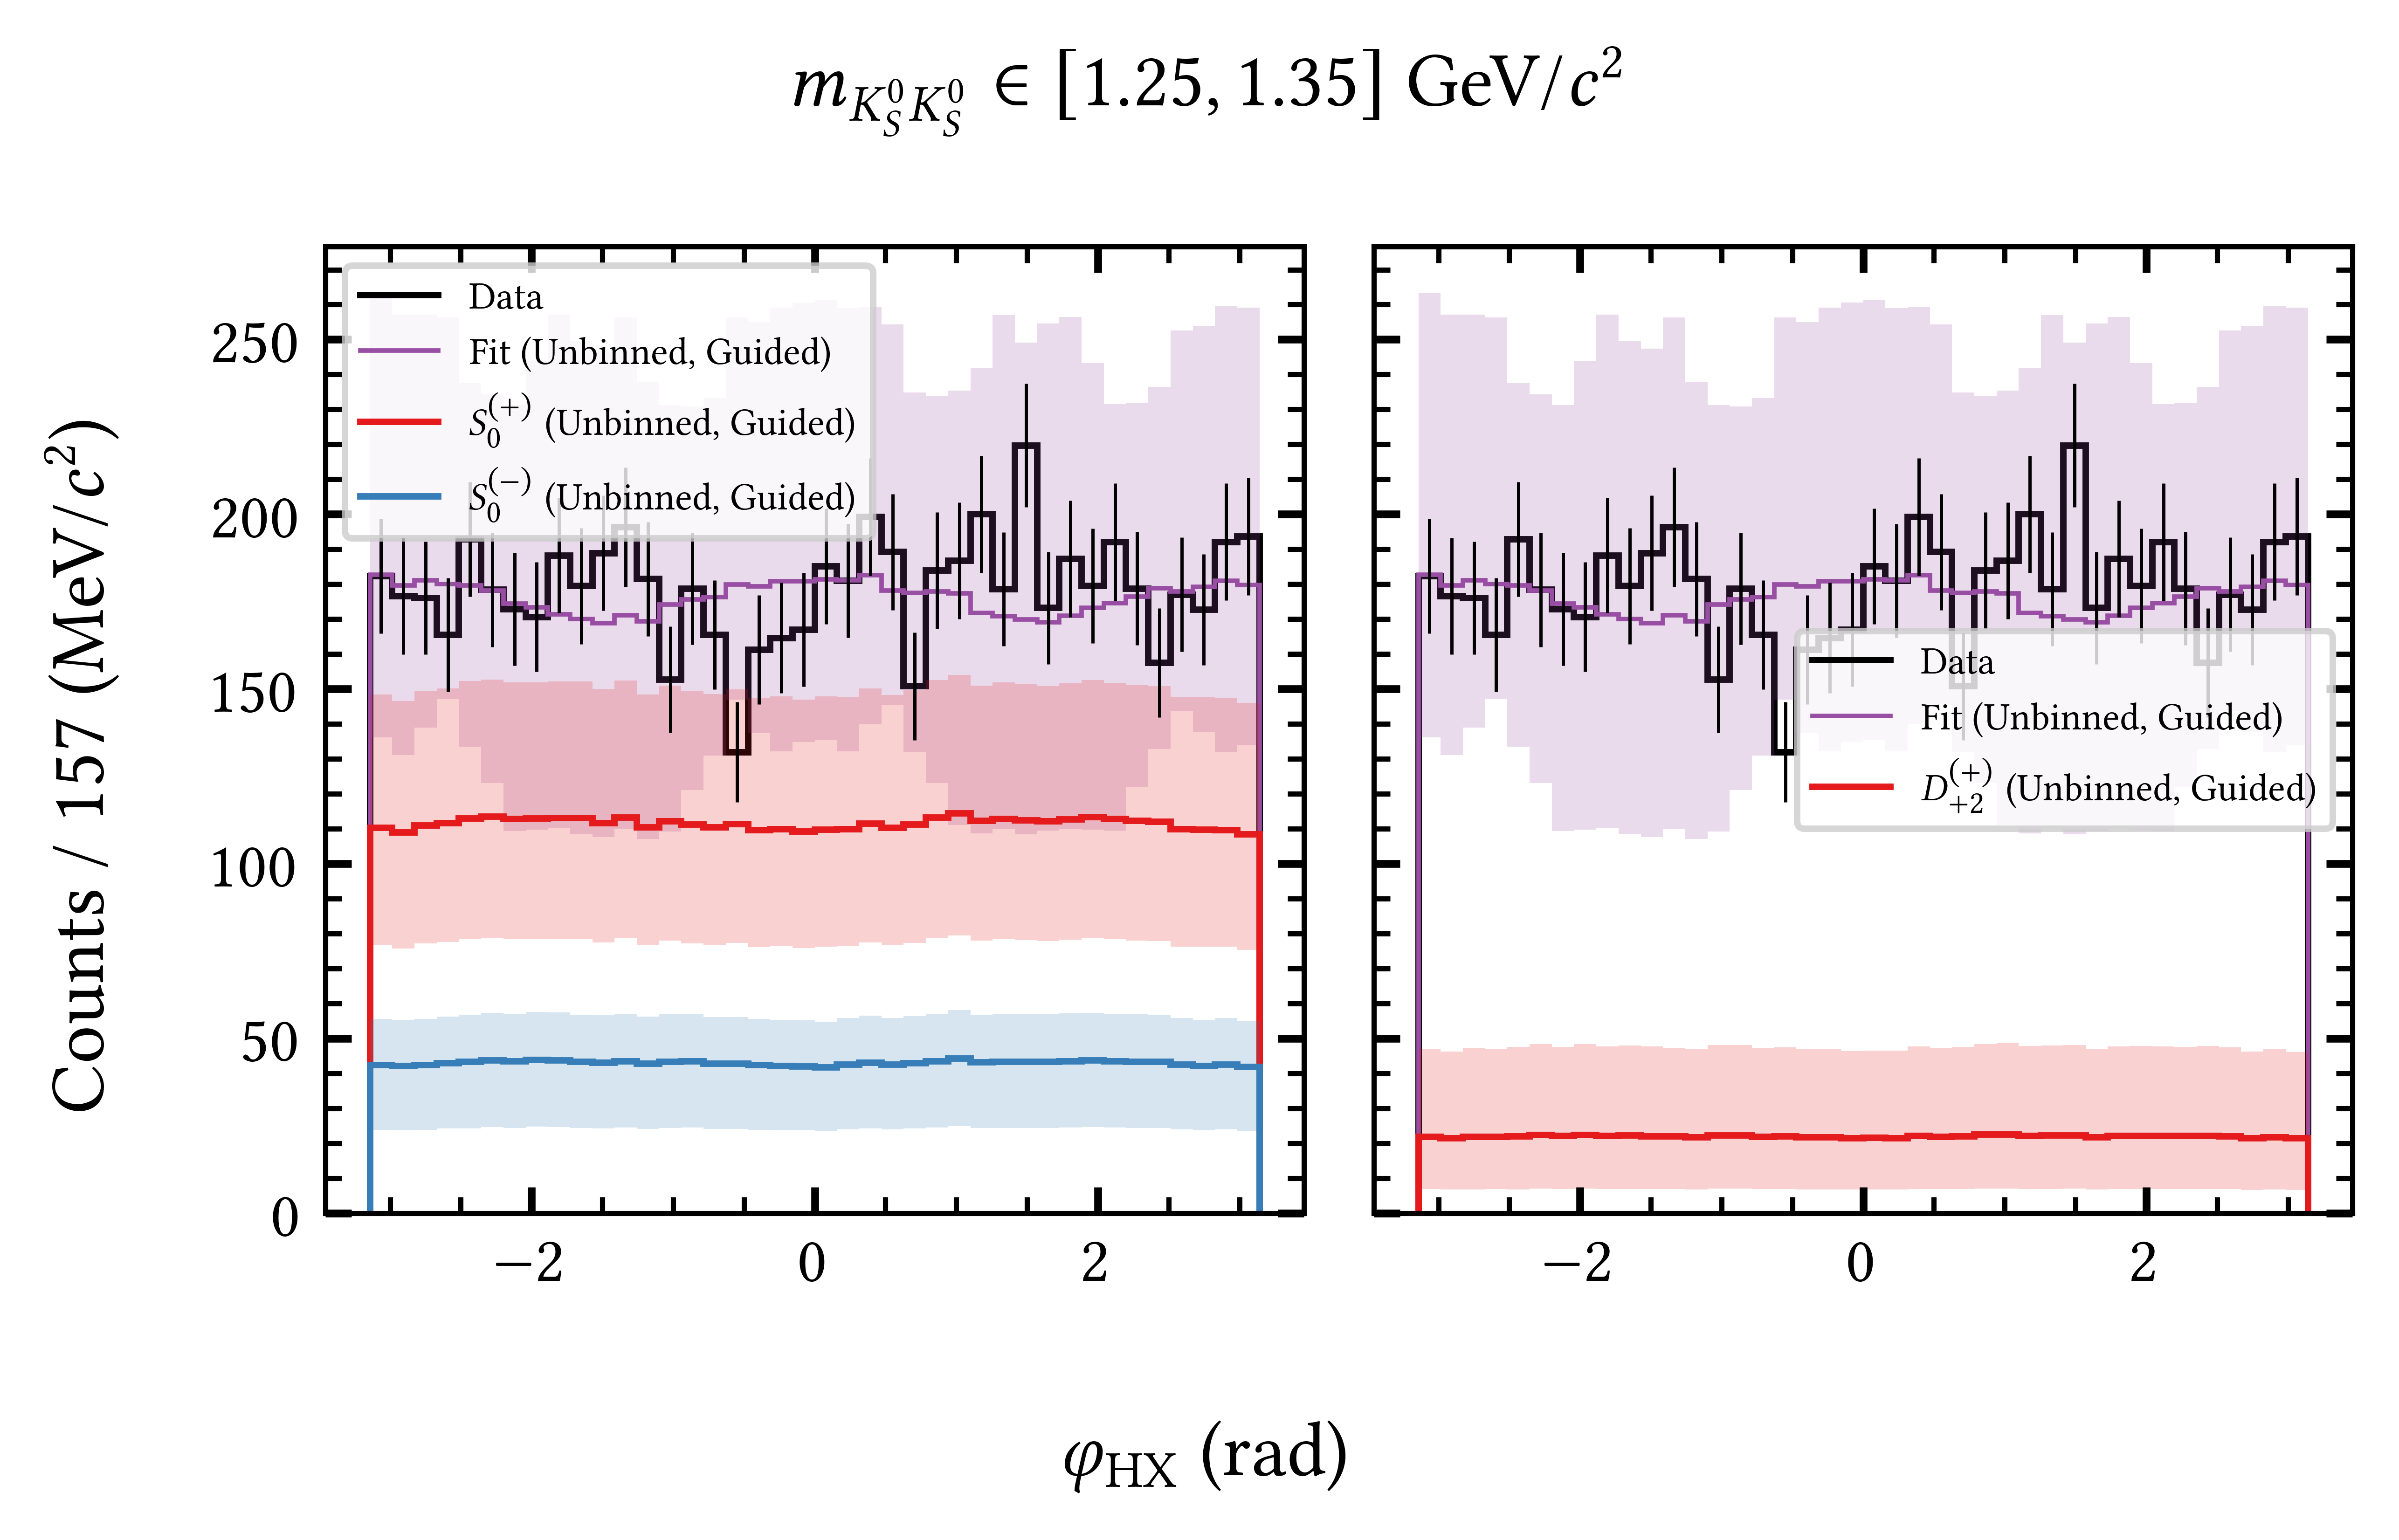 m_{K_S^0 K_S^0} ∈ [1.25, 1.35] GeV/c²
Counts / 157 (MeV/c²)
250
200
150
100
50
0
Data
Fit (Unbinned, Guided)
S_0^{(+)} (Unbinned, Guided)
S_0^{(−)} (Unbinned, Guided)
−2 0 2
Data
Fit (Unbinned, Guided)
D_{+2}^{(+)} (Unbinned, Guided)
−2 0 2
φ_{HX} (rad)